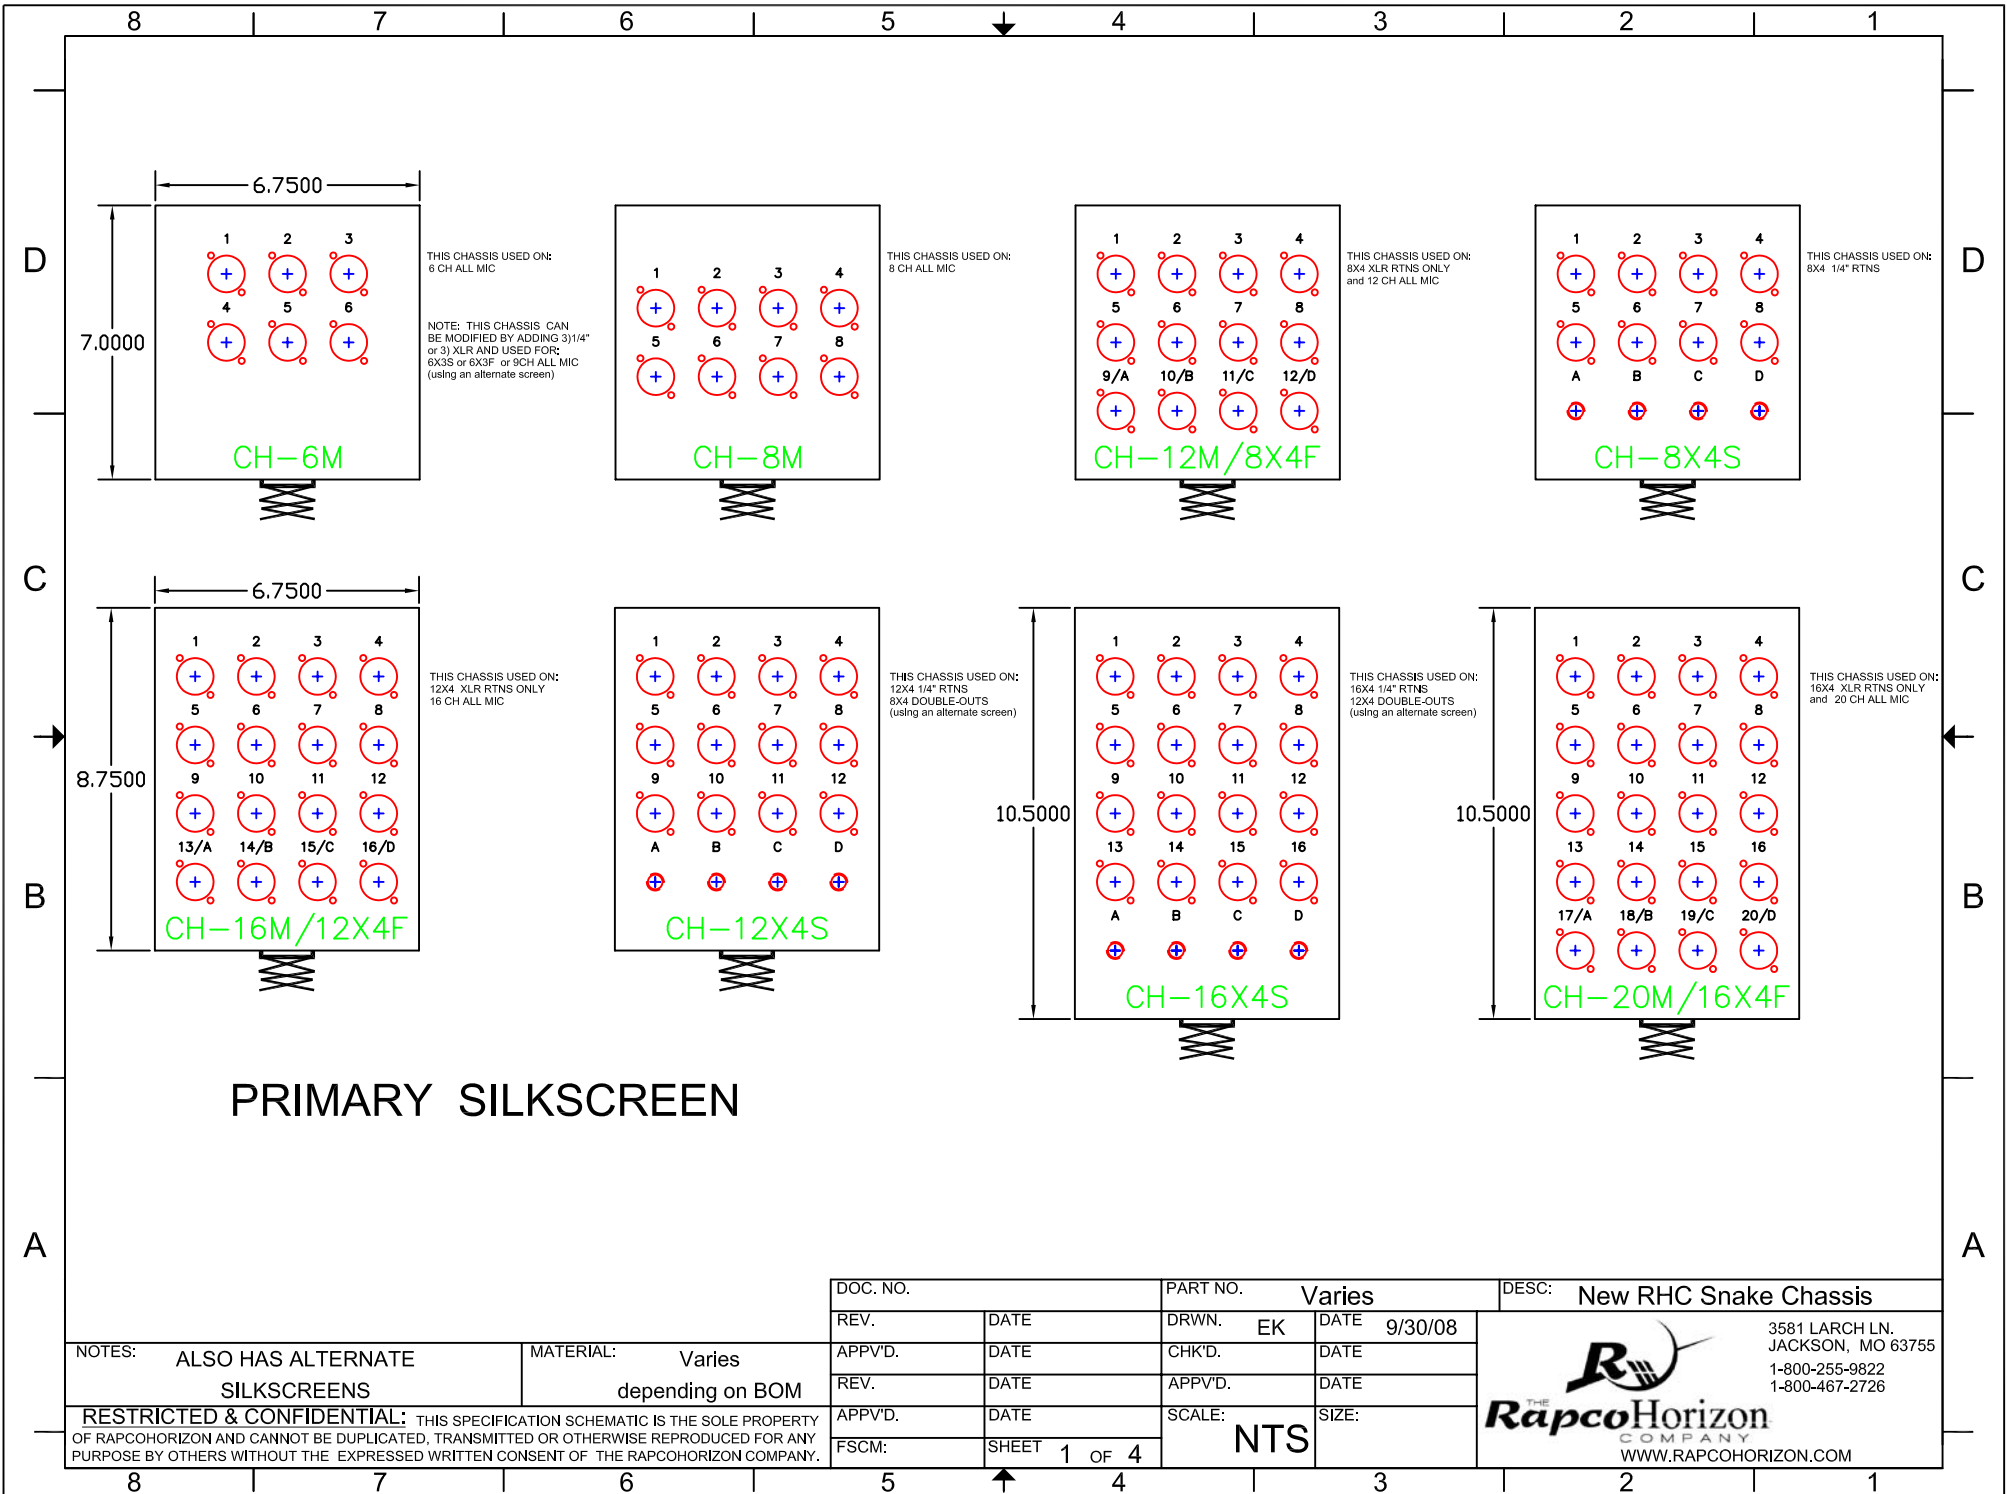 8 7 6 5 4 3 2 1
D
D
C
C
B
B
A
A
6.7500
7.0000
1 2 3
4 5 6
CH-6M
THIS CHASSIS USED ON:
6 CH ALL MIC
NOTE: THIS CHASSIS CAN
BE MODIFIED BY ADDING 3)1/4"
or 3) XLR AND USED FOR:
6X3S or 6X3F or 9CH ALL MIC
(using an alternate screen)
1 2 3 4
5 6 7 8
CH-8M
THIS CHASSIS USED ON:
8 CH ALL MIC
1 2 3 4
5 6 7 8
9/A 10/B 11/C 12/D
CH-12M/8X4F
THIS CHASSIS USED ON:
8X4 XLR RTNS ONLY
and 12 CH ALL MIC
1 2 3 4
5 6 7 8
A B C D
CH-8X4S
THIS CHASSIS USED ON:
8X4 1/4" RTNS
6.7500
8.7500
1 2 3 4
5 6 7 8
9 10 11 12
13/A 14/B 15/C 16/D
CH-16M/12X4F
THIS CHASSIS USED ON:
12X4 XLR RTNS ONLY
16 CH ALL MIC
1 2 3 4
5 6 7 8
9 10 11 12
A B C D
CH-12X4S
THIS CHASSIS USED ON:
12X4 1/4" RTNS
8X4 DOUBLE-OUTS
(using an alternate screen)
10.5000
1 2 3 4
5 6 7 8
9 10 11 12
13 14 15 16
A B C D
CH-16X4S
THIS CHASSIS USED ON:
16X4 1/4" RTNS
12X4 DOUBLE-OUTS
(using an alternate screen)
10.5000
1 2 3 4
5 6 7 8
9 10 11 12
13 14 15 16
17/A 18/B 19/C 20/D
CH-20M/16X4F
THIS CHASSIS USED ON:
16X4 XLR RTNS ONLY
and 20 CH ALL MIC
PRIMARY SILKSCREEN
NOTES: ALSO HAS ALTERNATE
SILKSCREENS
MATERIAL: Varies
depending on BOM
RESTRICTED & CONFIDENTIAL: THIS SPECIFICATION SCHEMATIC IS THE SOLE PROPERTY
OF RAPCOHORIZON AND CANNOT BE DUPLICATED, TRANSMITTED OR OTHERWISE REPRODUCED FOR ANY
PURPOSE BY OTHERS WITHOUT THE EXPRESSED WRITTEN CONSENT OF THE RAPCOHORIZON COMPANY.
DOC. NO.
PART NO. Varies
DESC: New RHC Snake Chassis
REV. DATE DRWN. EK DATE 9/30/08
APPV'D. DATE CHK'D. DATE
REV. DATE APPV'D. DATE
APPV'D. DATE SCALE: NTS SIZE:
FSCM: SHEET 1 OF 4
3581 LARCH LN.
JACKSON, MO 63755
1-800-255-9822
1-800-467-2726
R
THE
RapcoHorizon
COMPANY
WWW.RAPCOHORIZON.COM
8 7 6 5 4 3 2 1